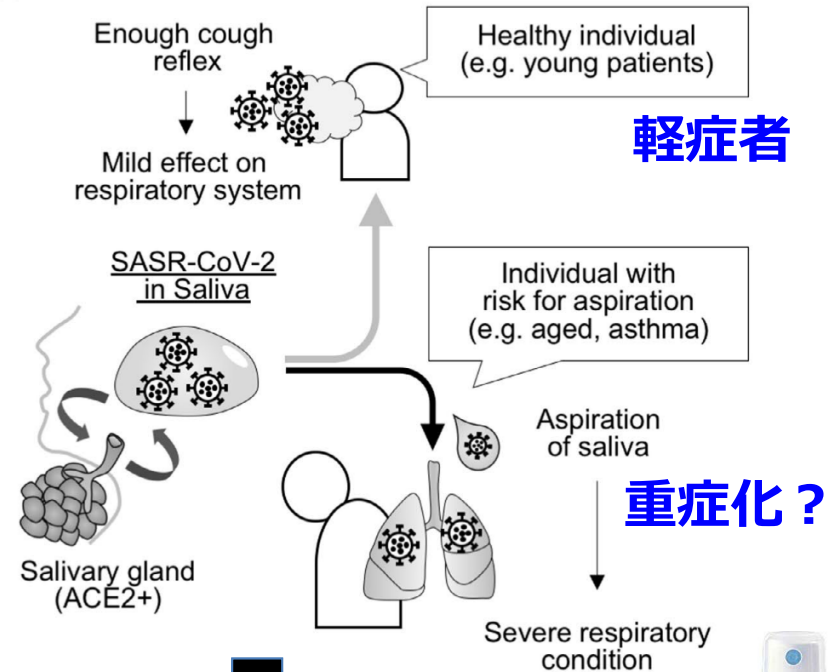 Enough cough
reflex
Mild effect on
respiratory system
Healthy individual
(e.g. young patients)
軽症者
SASR-CoV-2
in Saliva
Individual with
risk for aspiration
(e.g. aged, asthma)
Aspiration
of saliva
重症化？
Salivary gland
(ACE2+)
Severe respiratory
condition